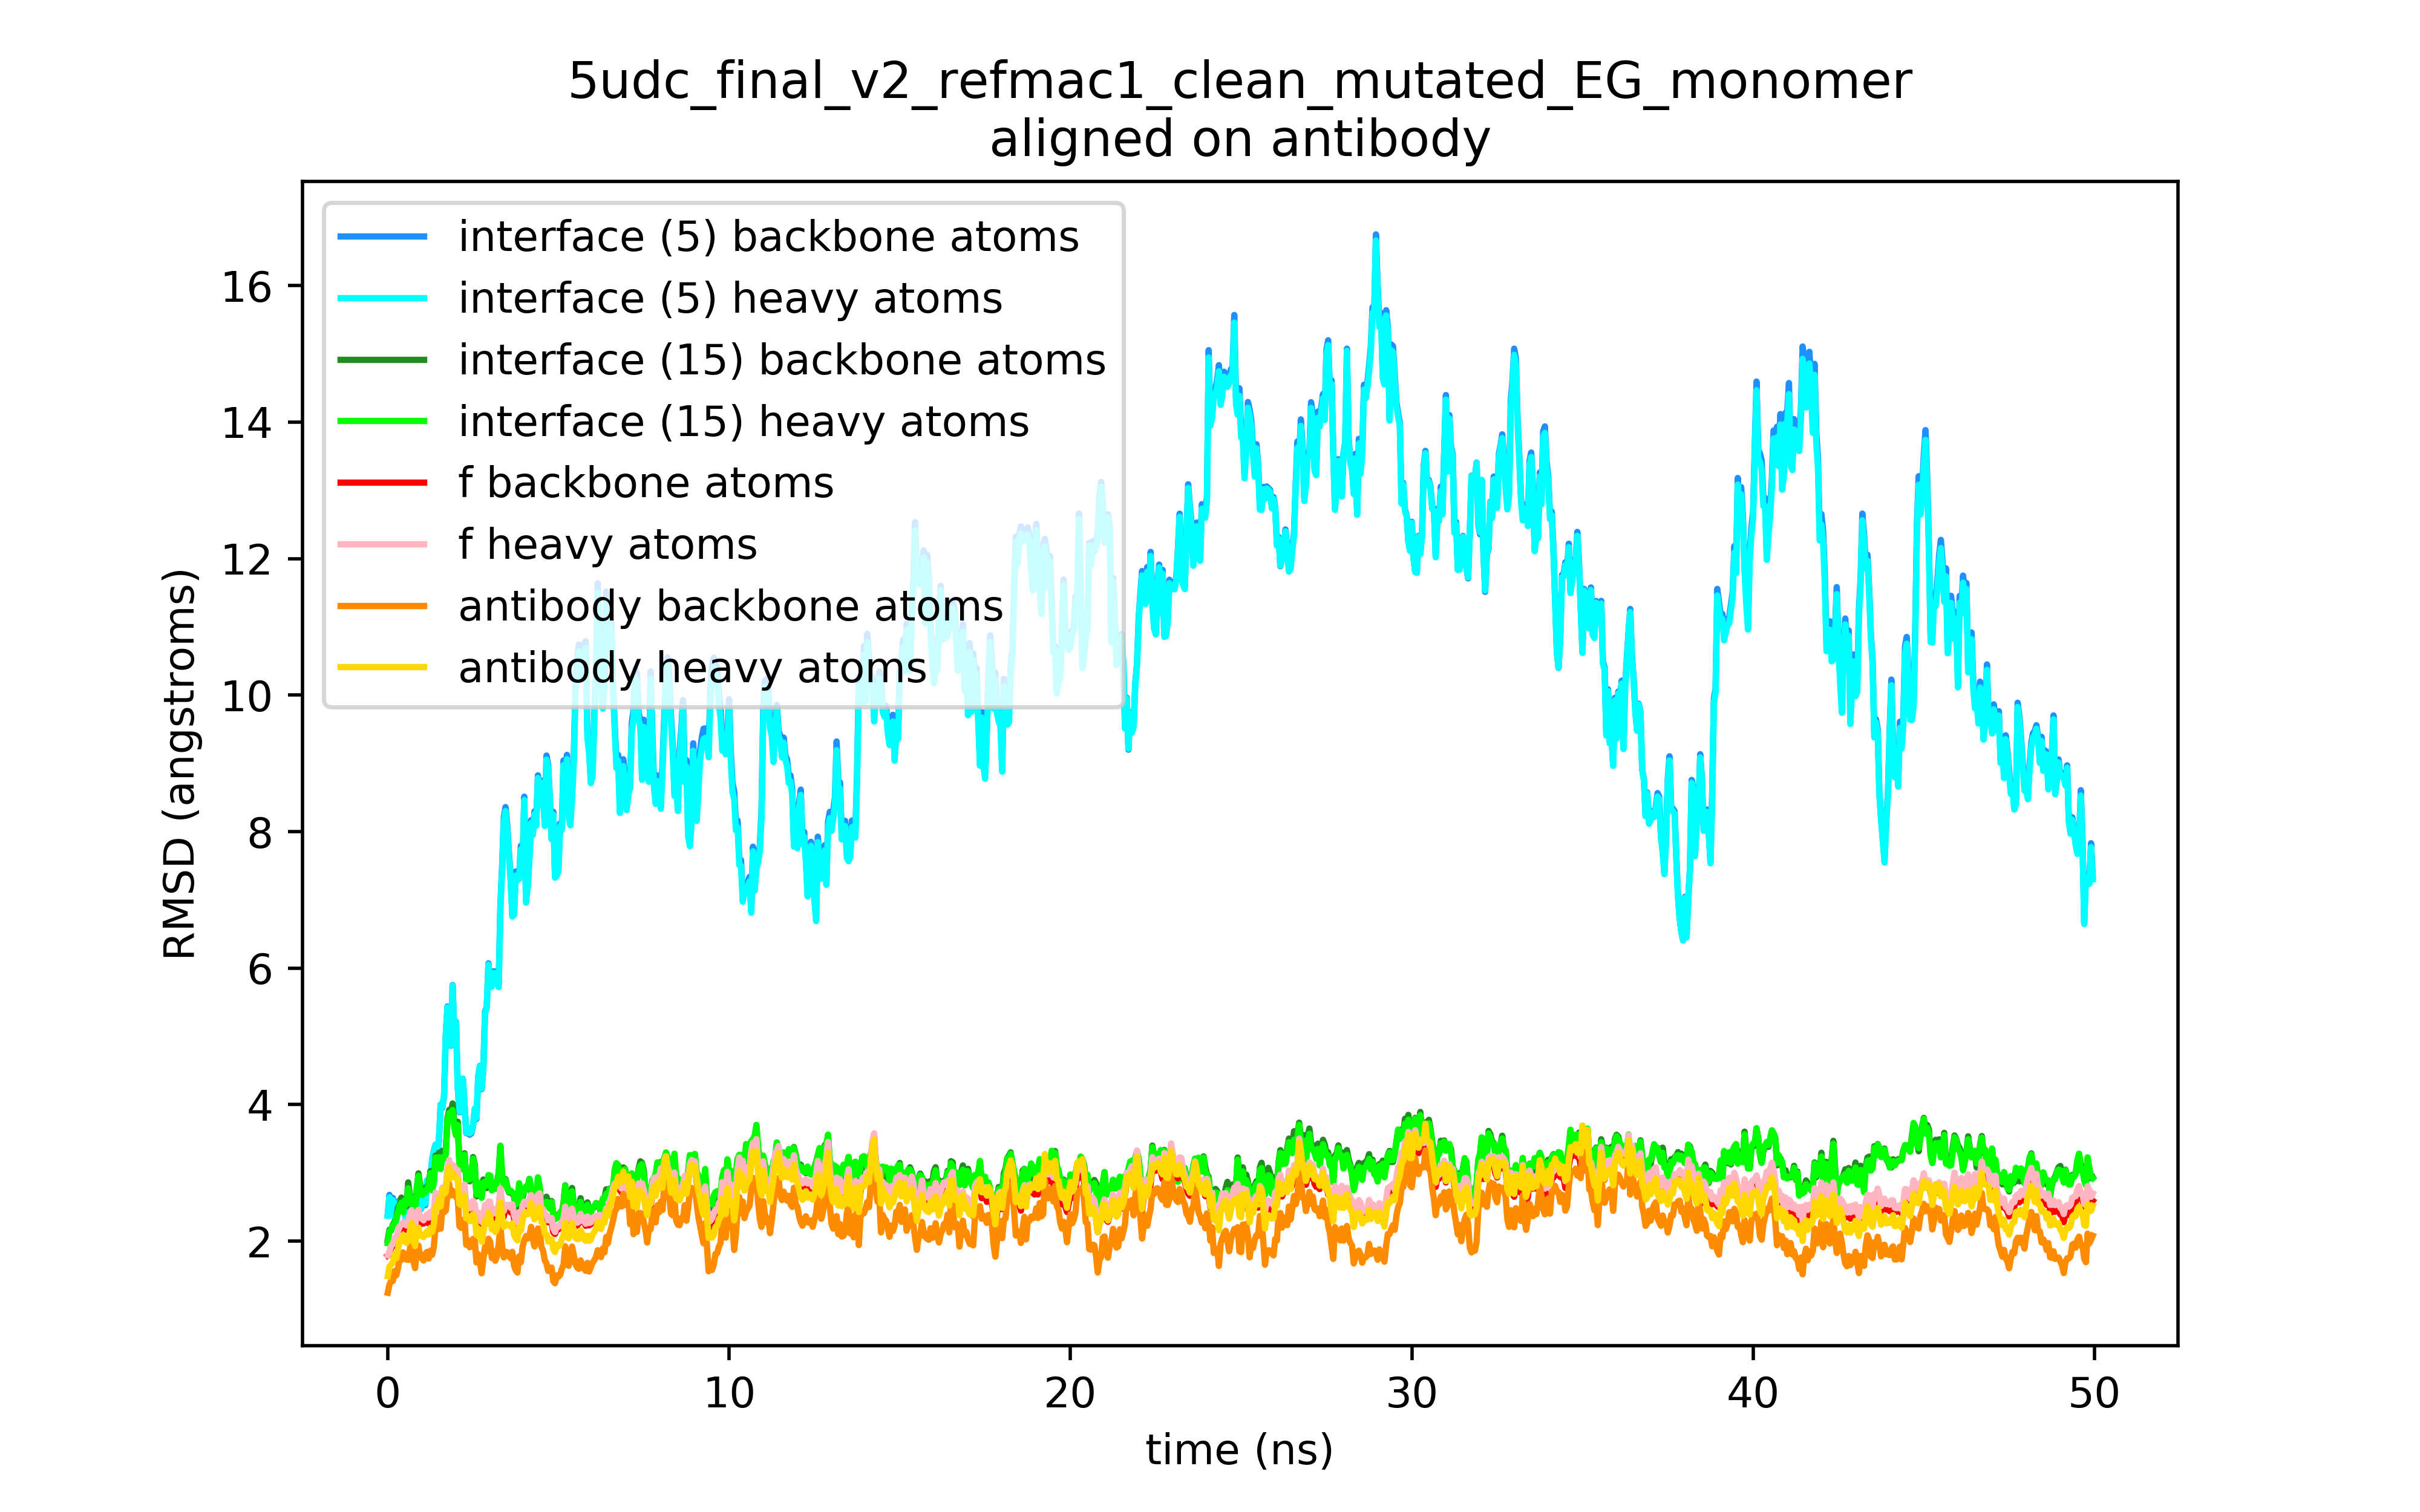 5udc_final_v2_refmac1_clean_mutated_EG_monomer
aligned on antibody
interface (5) backbone atoms
interface (5) heavy atoms
interface (15) backbone atoms
interface (15) heavy atoms
f backbone atoms
f heavy atoms
antibody backbone atoms
antibody heavy atoms
16
14
12
10
8
6
4
2
RMSD (angstroms)
0 10 20 30 40 50
time (ns)